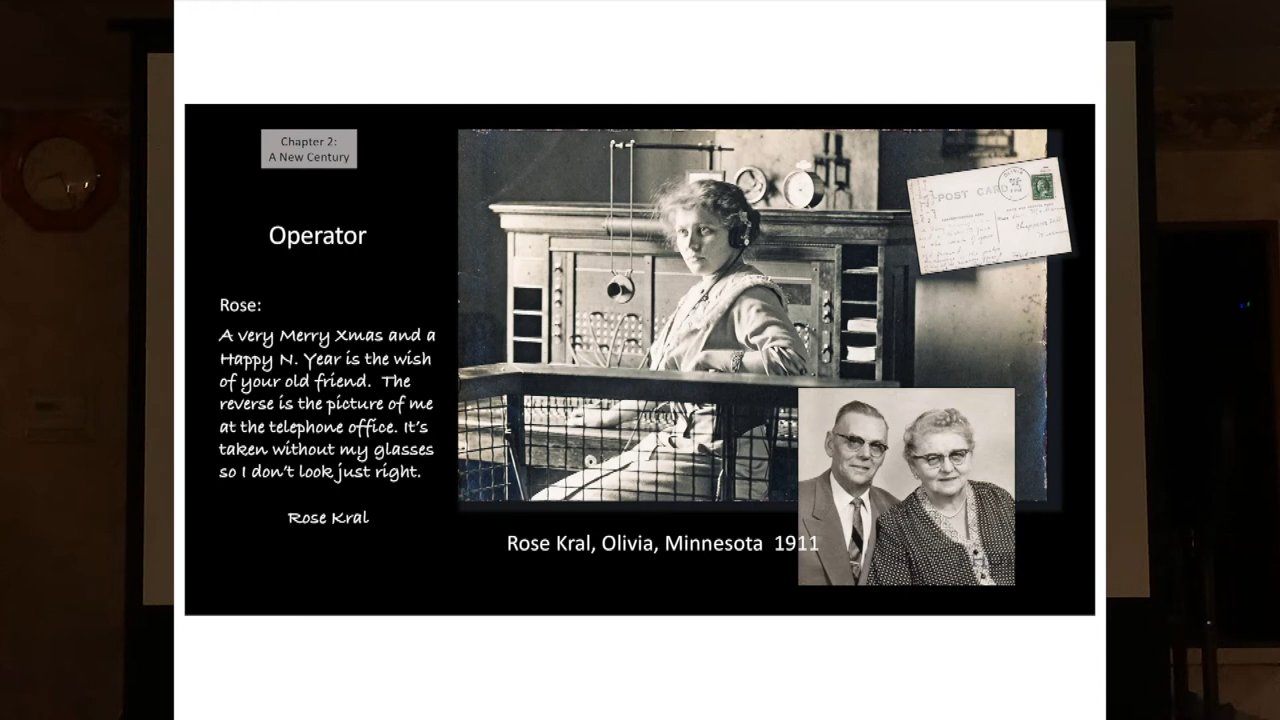 Chapter 2:
A New Century
Operator
Rose:
A very Merry Xmas and a
Happy N. Year is the wish
of your old friend. The
reverse is the picture of me
at the telephone office. It's
taken without my glasses
so I don't look just right.
Rose Kral
POST CARD
OLIVIA
Rose Kral, Olivia, Minnesota 1911